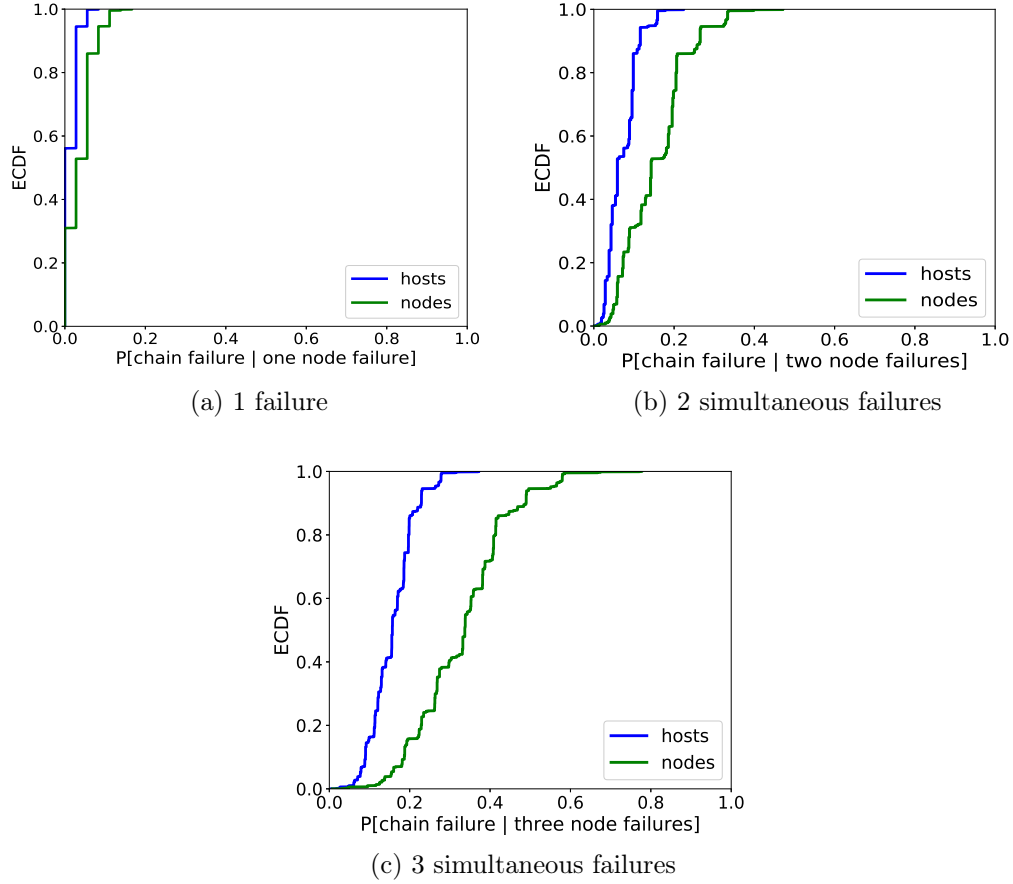 1.0
0.8
0.6
0.4
0.2
0.0
ECDF
0.0 0.2 0.4 0.6 0.8 1.0
P[chain failure | one node failure]
hosts
nodes
(a) 1 failure
1.0
0.8
0.6
0.4
0.2
0.0
ECDF
0.0 0.2 0.4 0.6 0.8 1.0
P[chain failure | two node failures]
hosts
nodes
(b) 2 simultaneous failures
1.0
0.8
0.6
0.4
0.2
0.0
ECDF
0.0 0.2 0.4 0.6 0.8 1.0
P[chain failure | three node failures]
hosts
nodes
(c) 3 simultaneous failures